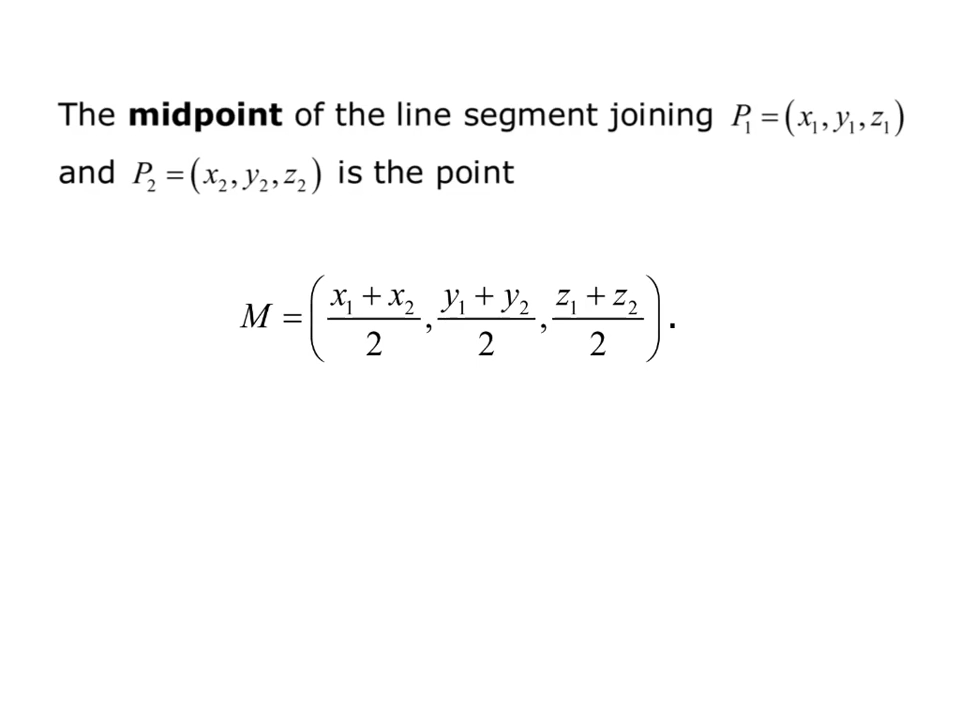 The midpoint of the line segment joining P₁ = (x₁, y₁, z₁)
and P₂ = (x₂, y₂, z₂) is the point
M = ( (x₁ + x₂)/2, (y₁ + y₂)/2, (z₁ + z₂)/2 ).